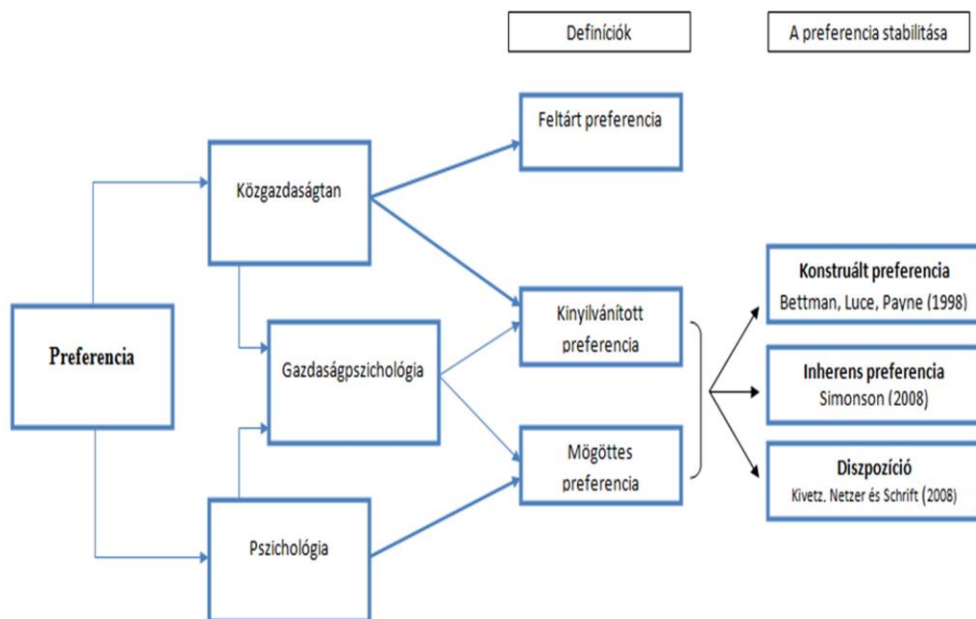 Definíciók
A preferencia stabilitása
Feltárt preferencia
Közgazdaságtan
Konstruált preferencia
Bettman, Luce, Payne (1998)
Kinyilvánított
preferencia
Preferencia
Gazdaságpszichológia
Inherens preferencia
Simonson (2008)
Mögöttes
preferencia
Diszpozíció
Kivetz, Netzer és Schrift (2008)
Pszichológia